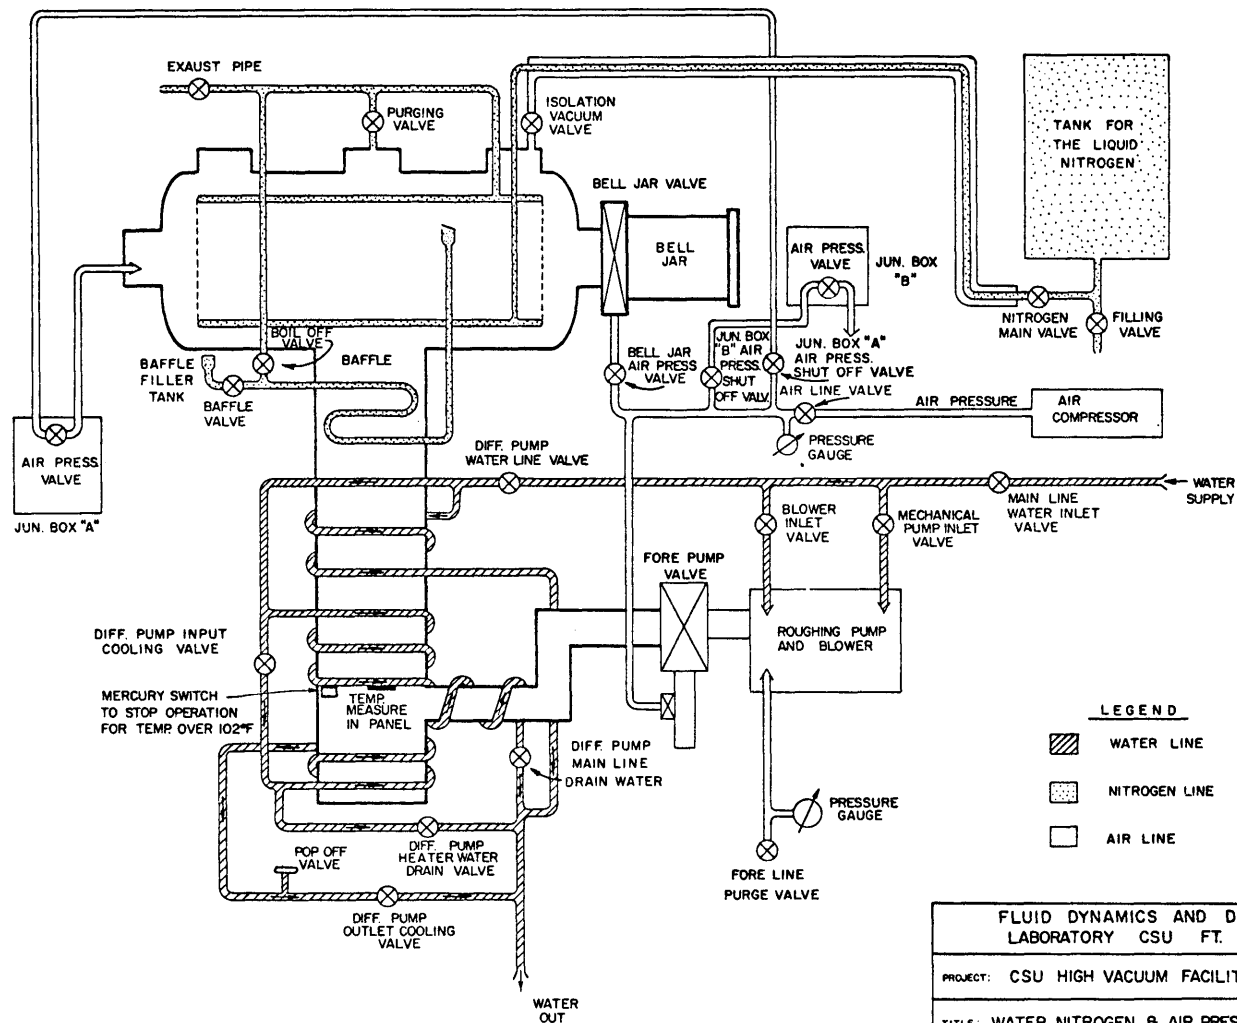 EXAUST PIPE
PURGING
VALVE
ISOLATION
VACUUM
VALVE
TANK FOR
THE LIQUID
NITROGEN
BELL JAR VALVE
BELL
JAR
AIR PRESS.
VALVE
JUN. BOX
"B"
NITROGEN
MAIN VALVE
FILLING
VALVE
BOIL OFF
VALVE
BAFFLE
BAFFLE
FILLER
TANK
BAFFLE
VALVE
BELL JAR
AIR PRESS
VALVE
JUN. BOX
"B" AIR
PRESS.
SHUT
OFF VALV.
JUN. BOX "A"
AIR PRESS.
SHUT OFF VALVE
AIR LINE VALVE
AIR PRESSURE
AIR
COMPRESSOR
PRESSURE
GAUGE
AIR PRESS.
VALVE
JUN. BOX "A"
DIFF. PUMP
WATER LINE VALVE
WATER
SUPPLY
MAIN LINE
WATER INLET
VALVE
BLOWER
INLET
VALVE
MECHANICAL
PUMP INLET
VALVE
FORE PUMP
VALVE
ROUGHING PUMP
AND BLOWER
DIFF. PUMP INPUT
COOLING VALVE
MERCURY SWITCH
TO STOP OPERATION
FOR TEMP. OVER 102°F
TEMP.
MEASURE
IN PANEL
DIFF. PUMP
MAIN LINE
DRAIN WATER
LEGEND
WATER LINE
NITROGEN LINE
AIR LINE
PRESSURE
GAUGE
FORE LINE
PURGE VALVE
DIFF. PUMP
HEATER WATER
DRAIN VALVE
POP OFF
VALVE
DIFF. PUMP
OUTLET COOLING
VALVE
WATER
OUT
FLUID DYNAMICS AND D
LABORATORY CSU FT.
PROJECT: CSU HIGH VACUUM FACILIT
TITLE: WATER NITROGEN & AIR PRES